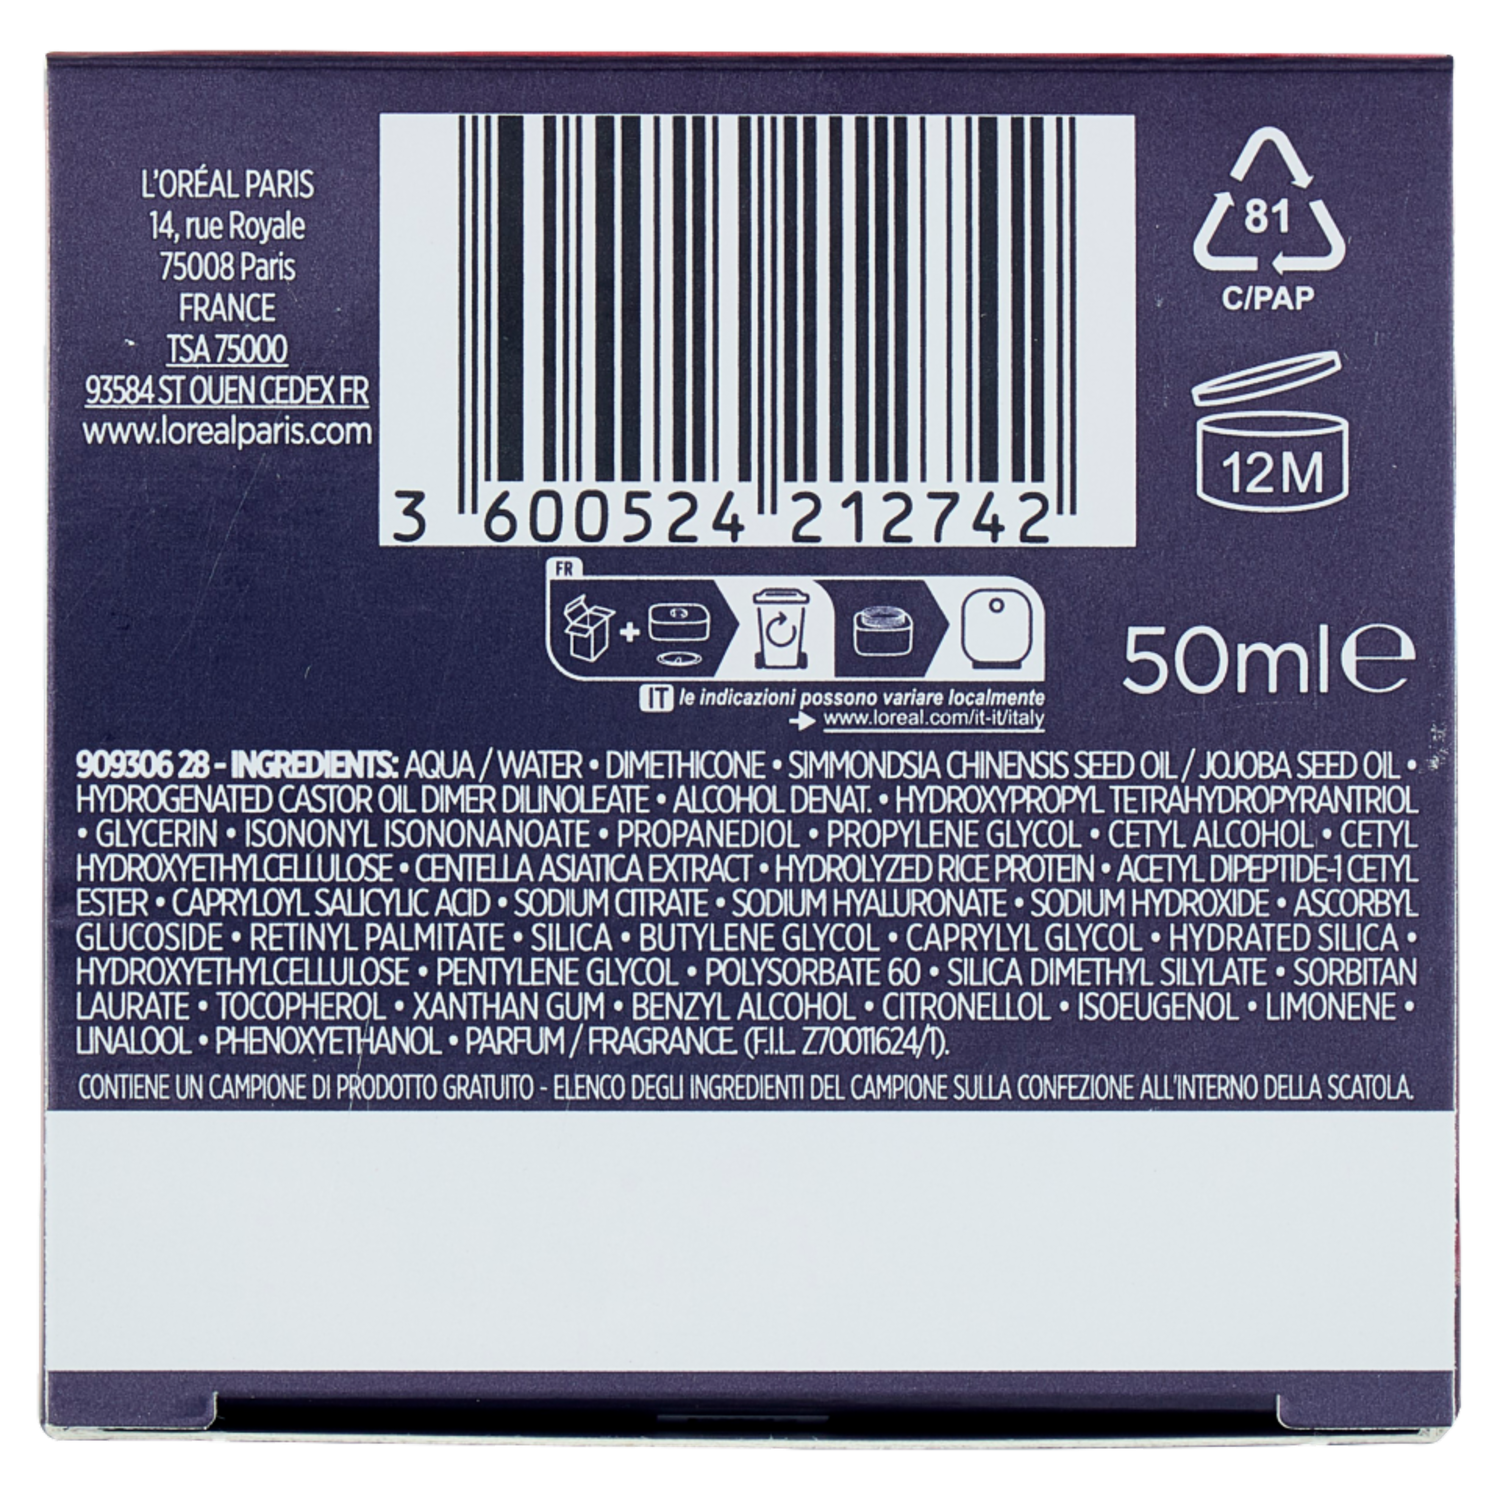 L'ORÉAL PARIS
14, rue Royale
75008 Paris
FRANCE
TSA 75000
93584 ST OUEN CEDEX FR
www.lorealparis.com
3 600524 212742
81
C/PAP
12M
FR
50ml e
IT le indicazioni possono variare localmente
www.loreal.com/it-it/italy
909306 28 - INGREDIENTS: AQUA / WATER • DIMETHICONE • SIMMONDSIA CHINENSIS SEED OIL / JOJOBA SEED OIL •
HYDROGENATED CASTOR OIL DIMER DILINOLEATE • ALCOHOL DENAT. • HYDROXYPROPYL TETRAHYDROPYRANTRIOL
• GLYCERIN • ISONONYL ISONONANOATE • PROPANEDIOL • PROPYLENE GLYCOL • CETYL ALCOHOL • CETYL
HYDROXYETHYLCELLULOSE • CENTELLA ASIATICA EXTRACT • HYDROLYZED RICE PROTEIN • ACETYL DIPEPTIDE-1 CETYL
ESTER • CAPRYLOYL SALICYLIC ACID • SODIUM CITRATE • SODIUM HYALURONATE • SODIUM HYDROXIDE • ASCORBYL
GLUCOSIDE • RETINYL PALMITATE • SILICA • BUTYLENE GLYCOL • CAPRYLYL GLYCOL • HYDRATED SILICA •
HYDROXYETHYLCELLULOSE • PENTYLENE GLYCOL • POLYSORBATE 60 • SILICA DIMETHYL SILYLATE • SORBITAN
LAURATE • TOCOPHEROL • XANTHAN GUM • BENZYL ALCOHOL • CITRONELLOL • ISOEUGENOL • LIMONENE •
LINALOOL • PHENOXYETHANOL • PARFUM / FRAGRANCE. (F.I.L. Z70011624/1).
CONTIENE UN CAMPIONE DI PRODOTTO GRATUITO - ELENCO DEGLI INGREDIENTI DEL CAMPIONE SULLA CONFEZIONE ALL'INTERNO DELLA SCATOLA.